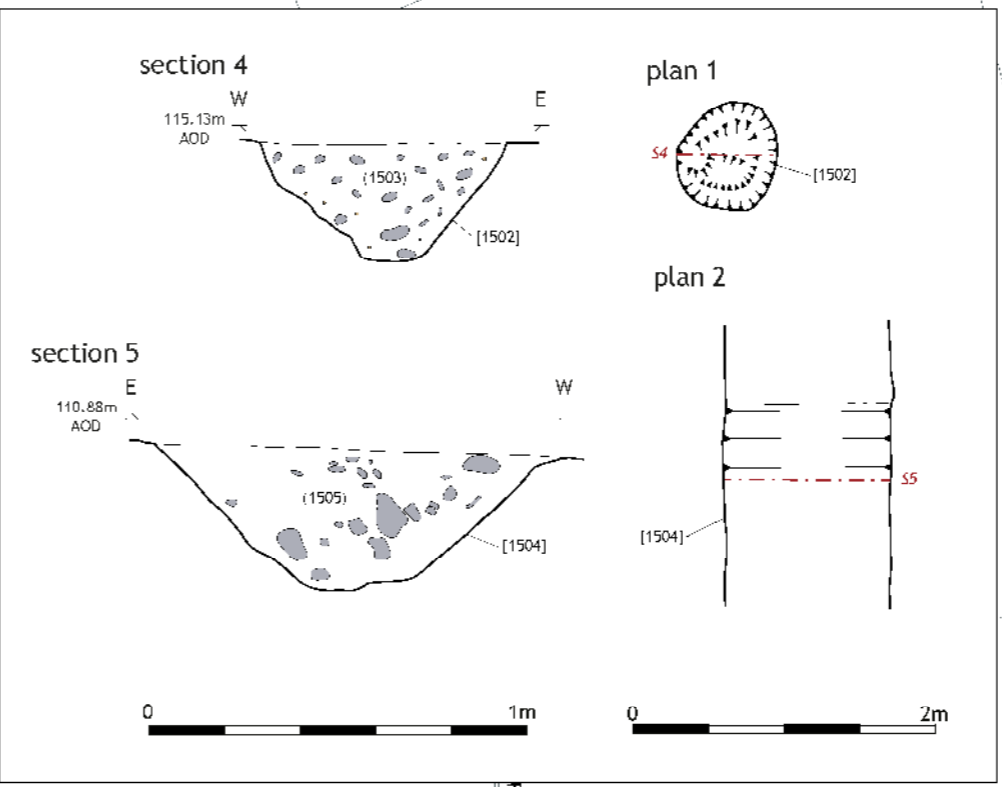 section 4
W E
115.13m
AOD
(1503)
[1502]
plan 1
S4
[1502]
plan 2
S5
[1504]
section 5
E W
110.88m
AOD
(1505)
[1504]
0 1m
0 2m